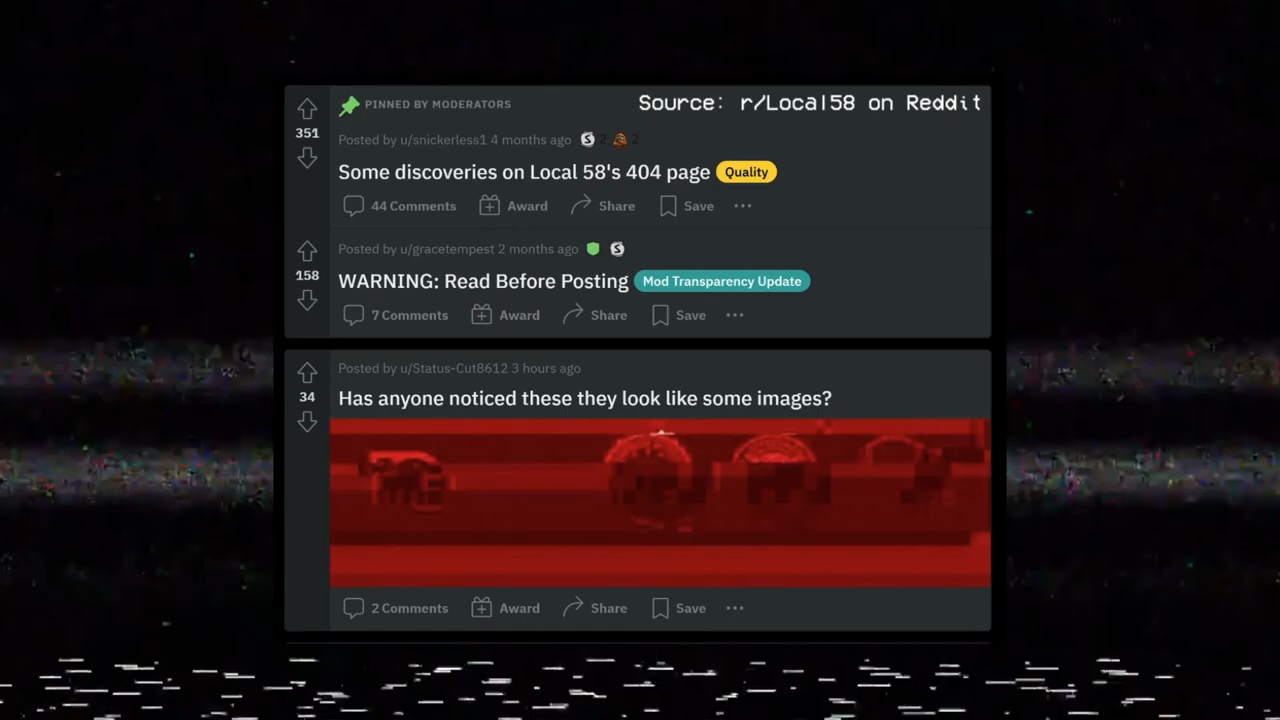 PINNED BY MODERATORS
Source: r/Local58 on Reddit
351
Posted by u/snickerless1 4 months ago 2 2
Some discoveries on Local 58's 404 page Quality
44 Comments Award Share Save
Posted by u/gracetempest 2 months ago
158
WARNING: Read Before Posting Mod Transparency Update
7 Comments Award Share Save
Posted by u/Status-Cut8612 3 hours ago
34
Has anyone noticed these they look like some images?
2 Comments Award Share Save